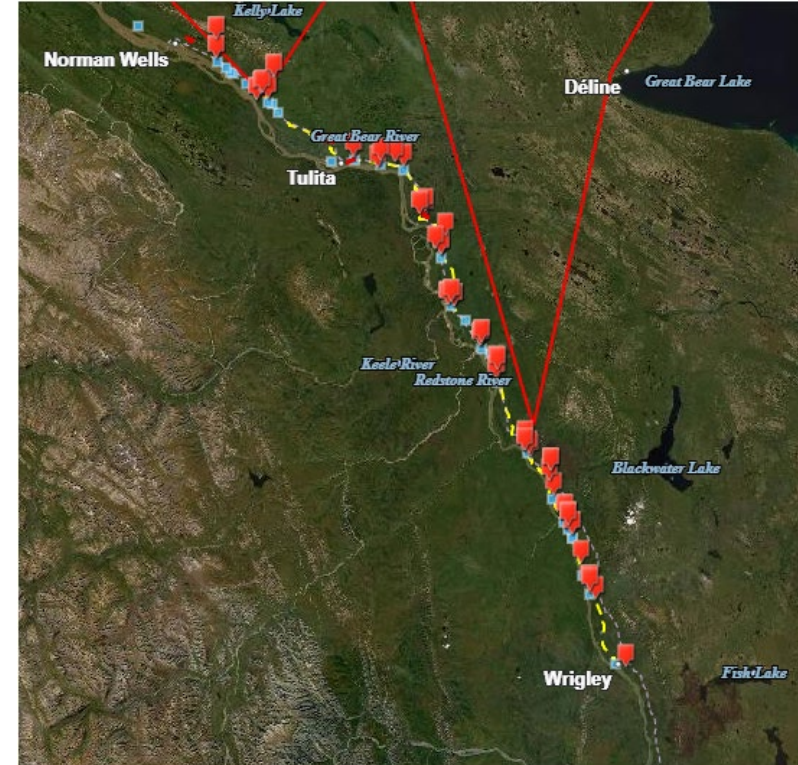 Kelly Lake
Norman Wells
Déline
Great Bear Lake
Great Bear River
Tulita
Keele River
Redstone River
Blackwater Lake
Wrigley
Fish Lake